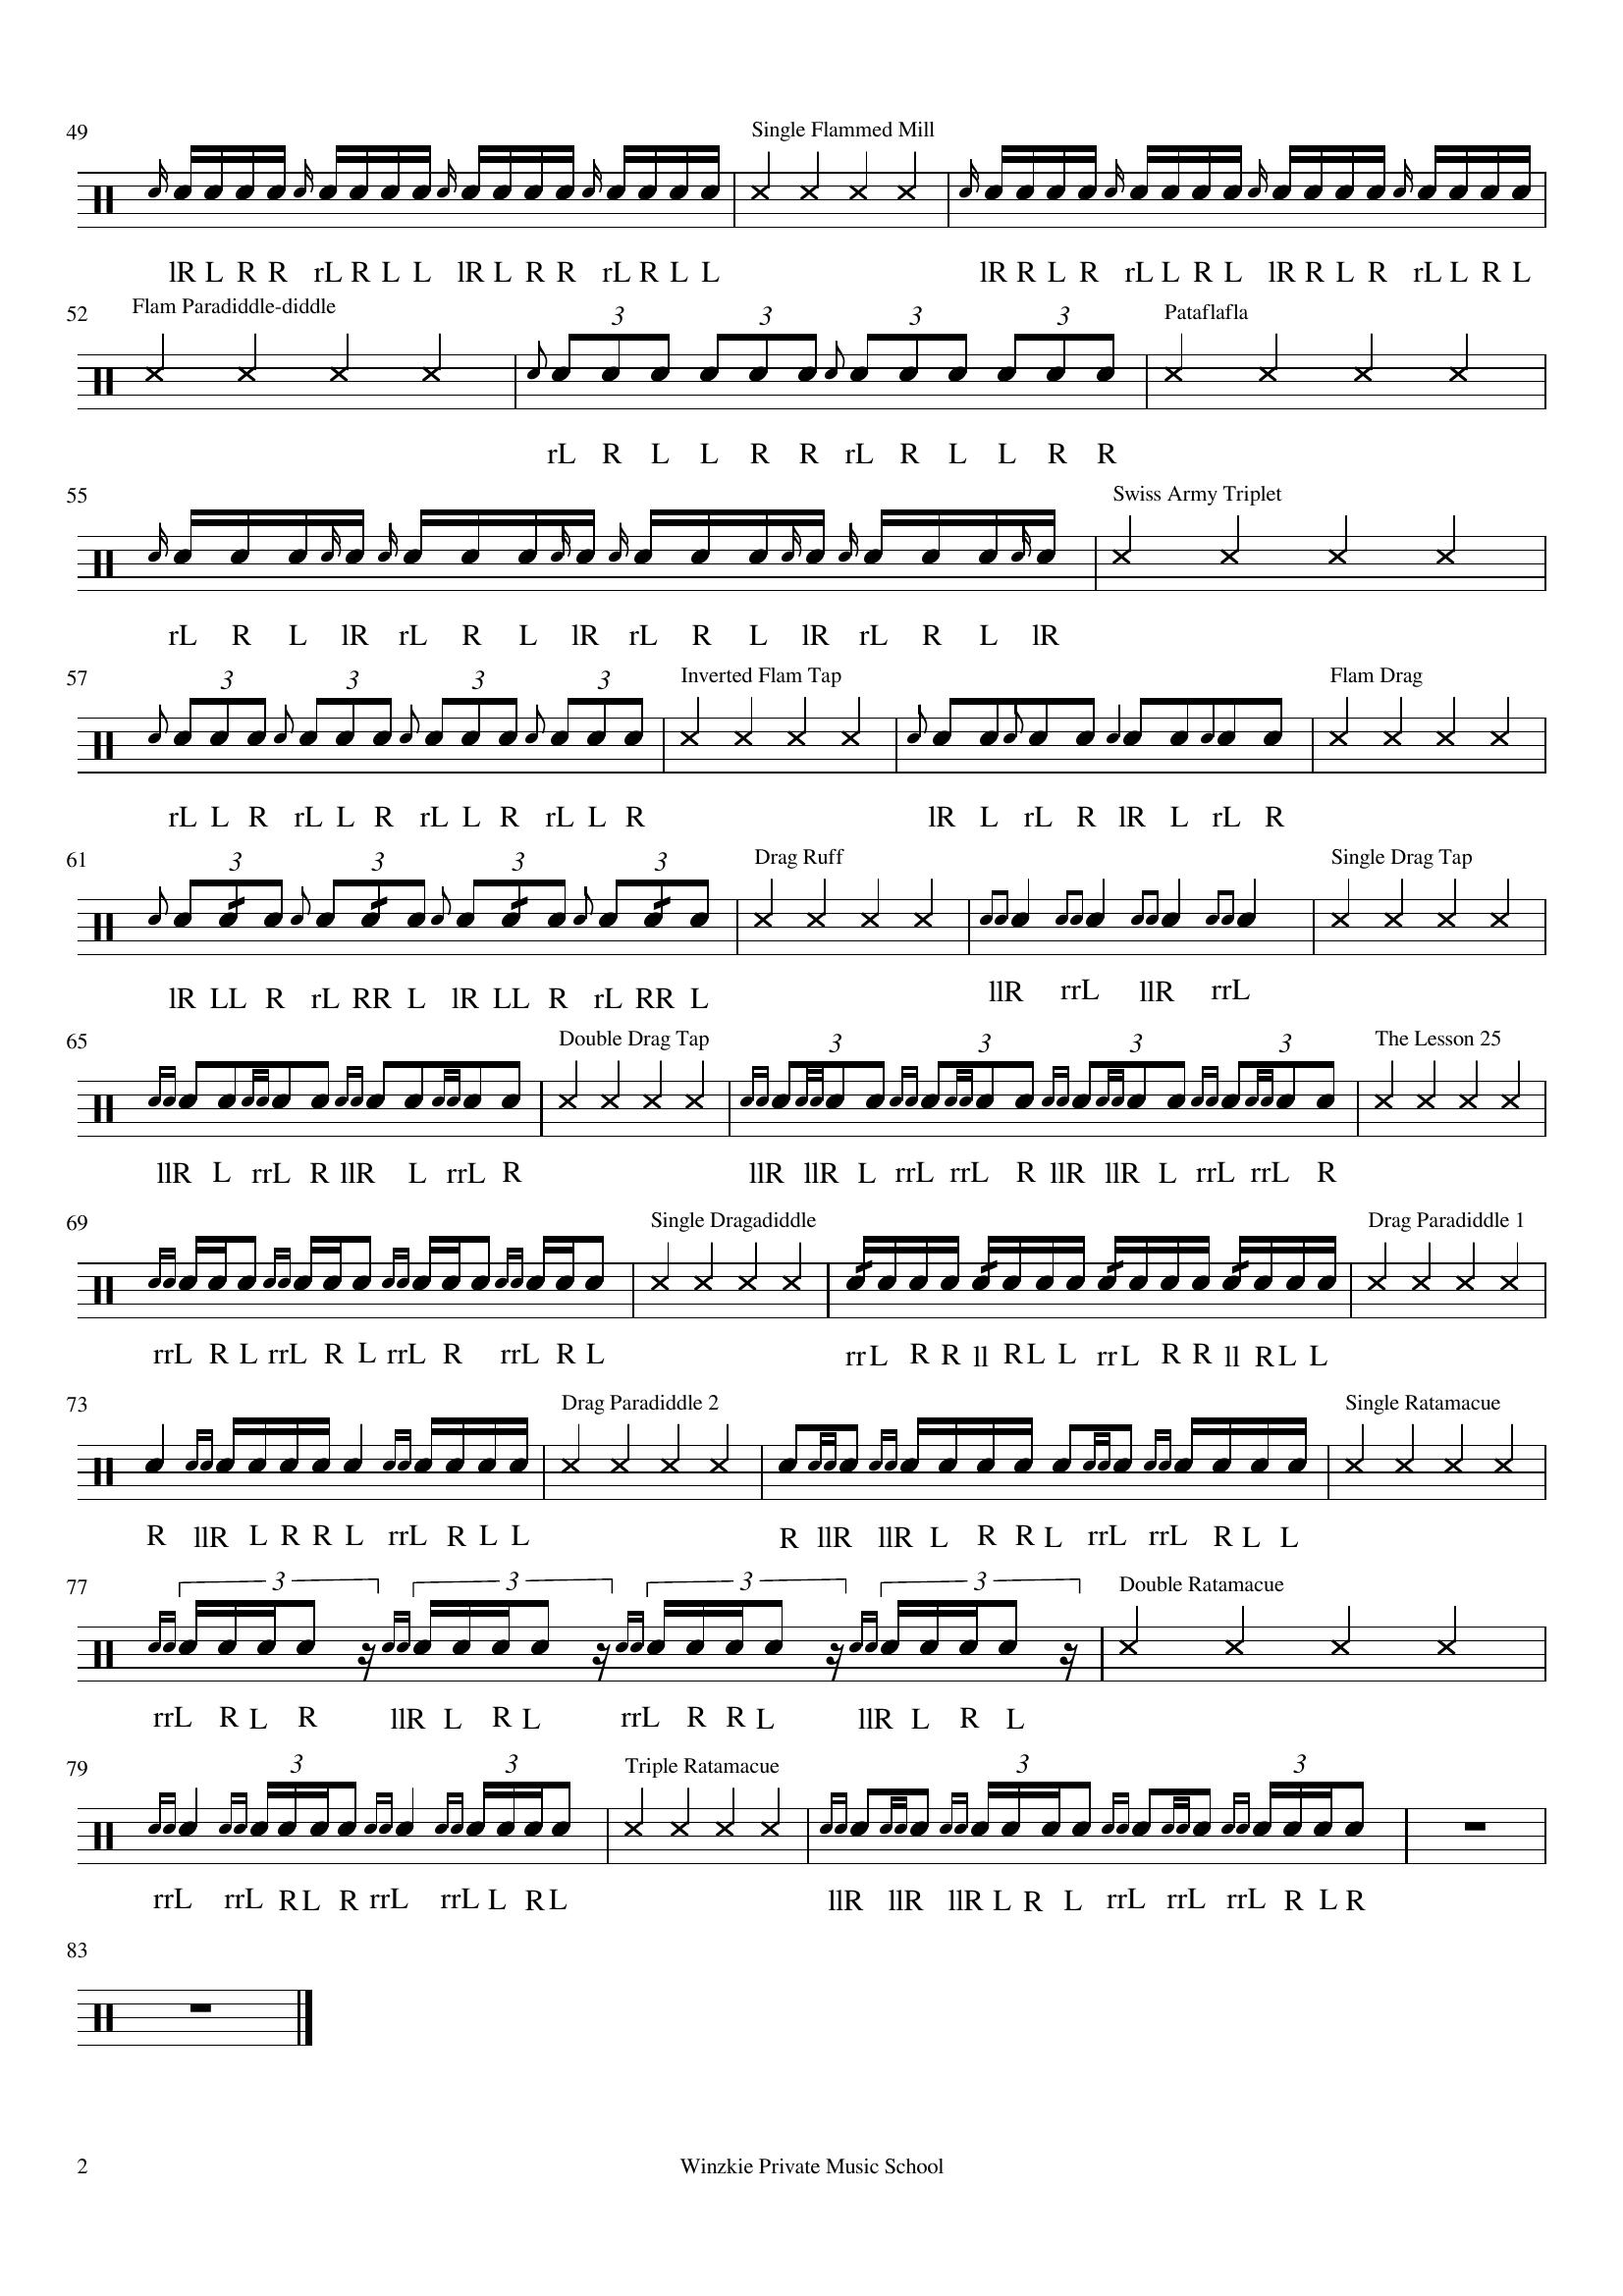 49 Single Flammed Mill
lR L R R rL R L L lR L R R rL R L L lR R L R rL L R L lR R L R rL L R L
52 Flam Paradiddle-diddle 3 3 3 3 Pataflafla
rL R L L R R rL R L L R R
55 Swiss Army Triplet
rL R L lR rL R L lR rL R L lR rL R L lR
57 3 3 3 3 Inverted Flam Tap Flam Drag
rL L R rL L R rL L R rL L R lR L rL R lR L rL R
61 3 3 3 3 Drag Ruff Single Drag Tap
lR LL R rL RR L lR LL R rL RR L llR rrL llR rrL
65 Double Drag Tap 3 3 3 3 The Lesson 25
llR L rrL R llR L rrL R llR llR L rrL rrL R llR llR L rrL rrL R
69 Single Dragadiddle Drag Paradiddle 1
rrL R L rrL R L rrL R rrL R L rrL R R ll RL L rrL R R ll RL L
73 Drag Paradiddle 2 Single Ratamacue
R llR L R R L rrL R L L R llR llR L R R L rrL rrL R L L
77 3 3 3 3 Double Ratamacue
rrL R L R llR L R L rrL R R L llR L R L
79 3 3 Triple Ratamacue 3 3
rrL rrL RL R rrL rrL L RL llR llR llR L R L rrL rrL rrL R L R
83
2 Winzkie Private Music School